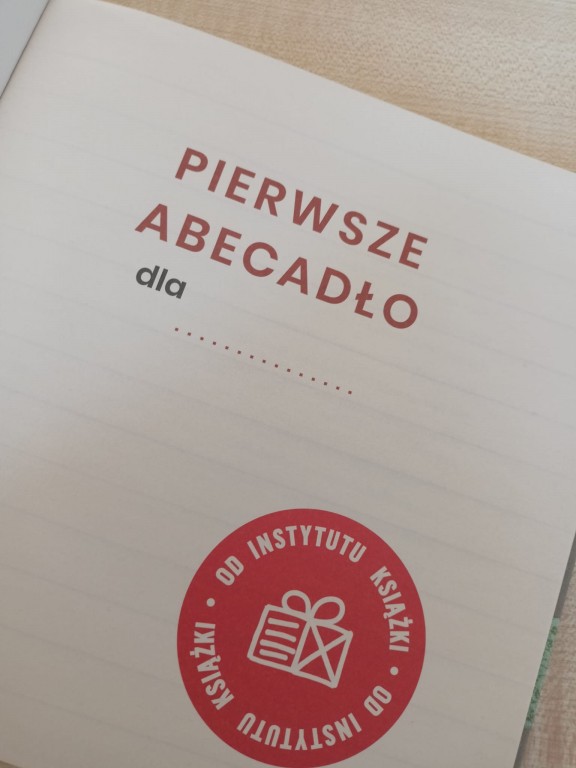 PIERWSZE
ABECADŁO
dla
...............
OD INSTYTUTU KSIĄŻKI • OD INSTYTUTU KSIĄŻKI •